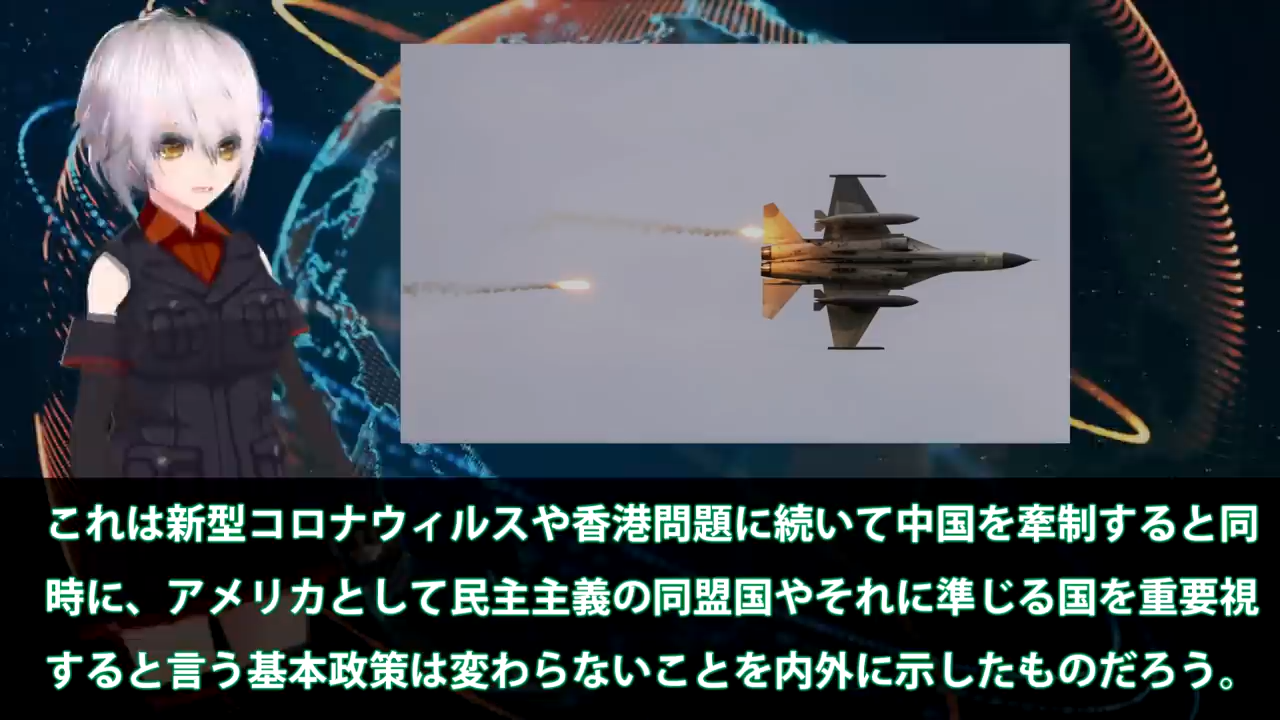 これは新型コロナウィルスや香港問題に続いて中国を牽制すると同
時に、アメリカとして民主主義の同盟国やそれに準じる国を重要視
すると言う基本政策は変わらないことを内外に示したものだろう。